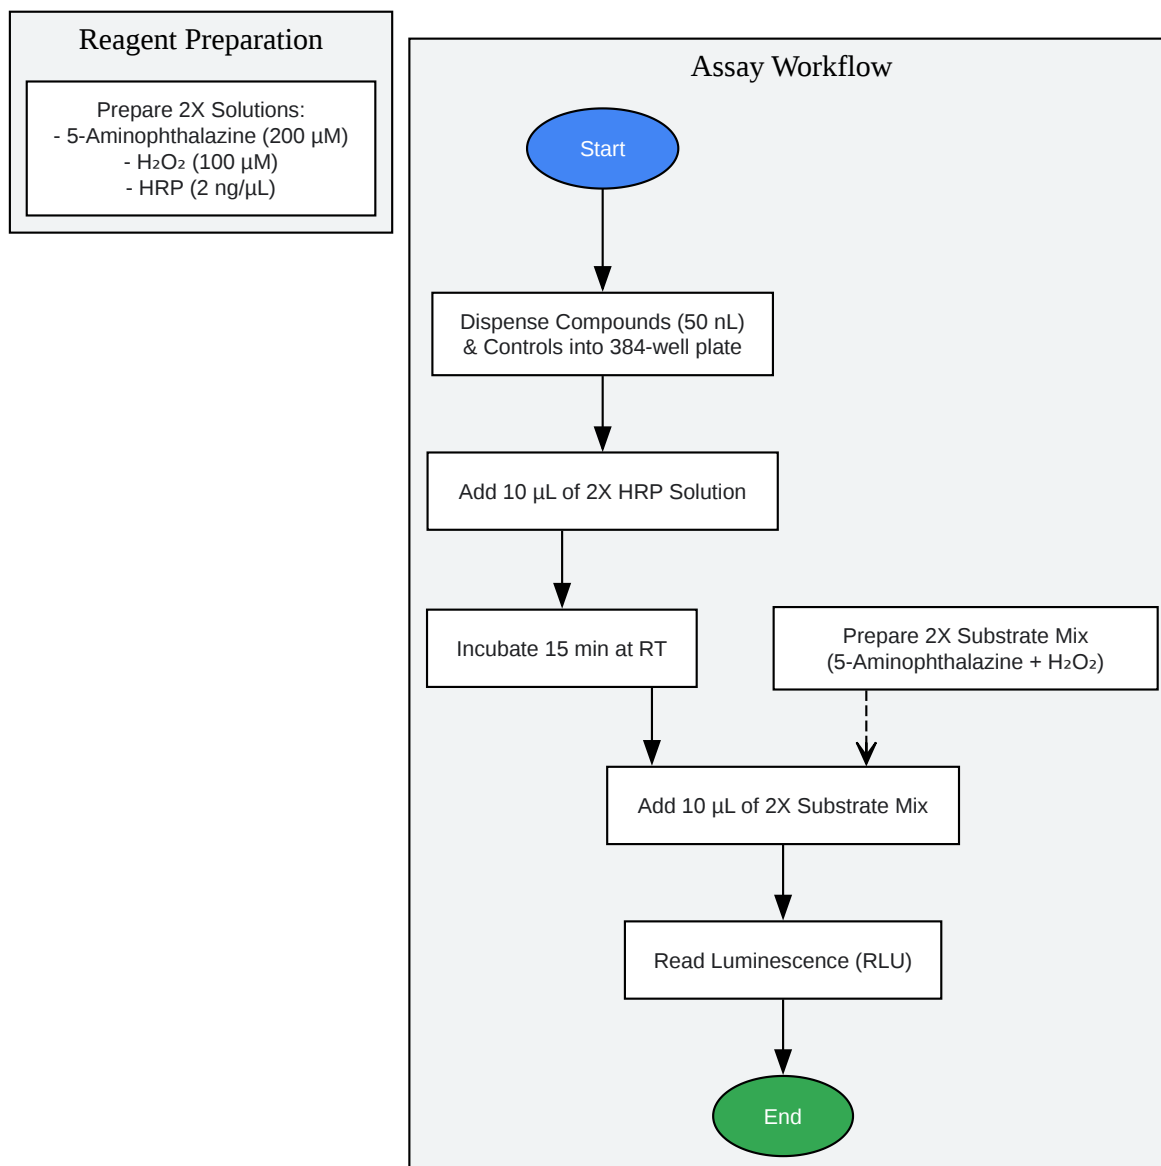 Reagent Preparation
Prepare 2X Solutions:
- 5-Aminophthalazine (200 µM)
- H₂O₂ (100 µM)
- HRP (2 ng/µL)
Assay Workflow
Start
Dispense Compounds (50 nL)
& Controls into 384-well plate
Add 10 µL of 2X HRP Solution
Incubate 15 min at RT
Prepare 2X Substrate Mix
(5-Aminophthalazine + H₂O₂)
Add 10 µL of 2X Substrate Mix
Read Luminescence (RLU)
End